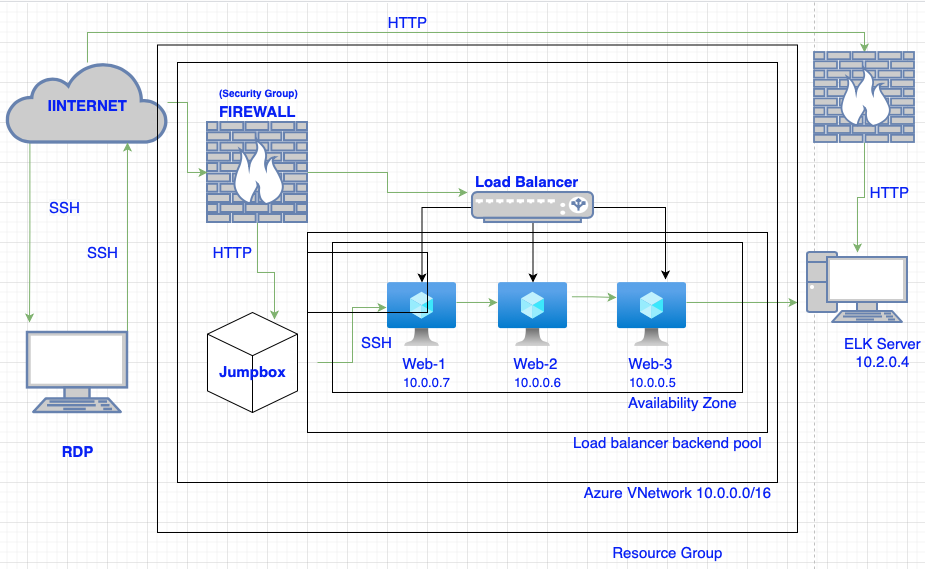 HTTP
IINTERNET
(Security Group)
FIREWALL
Load Balancer
HTTP
SSH
SSH
HTTP
SSH
Jumpbox
ELK Server
10.2.0.4
Web-1
10.0.0.7
Web-2
10.0.0.6
Web-3
10.0.0.5
Availability Zone
Load balancer backend pool
RDP
Azure VNetwork 10.0.0.0/16
Resource Group